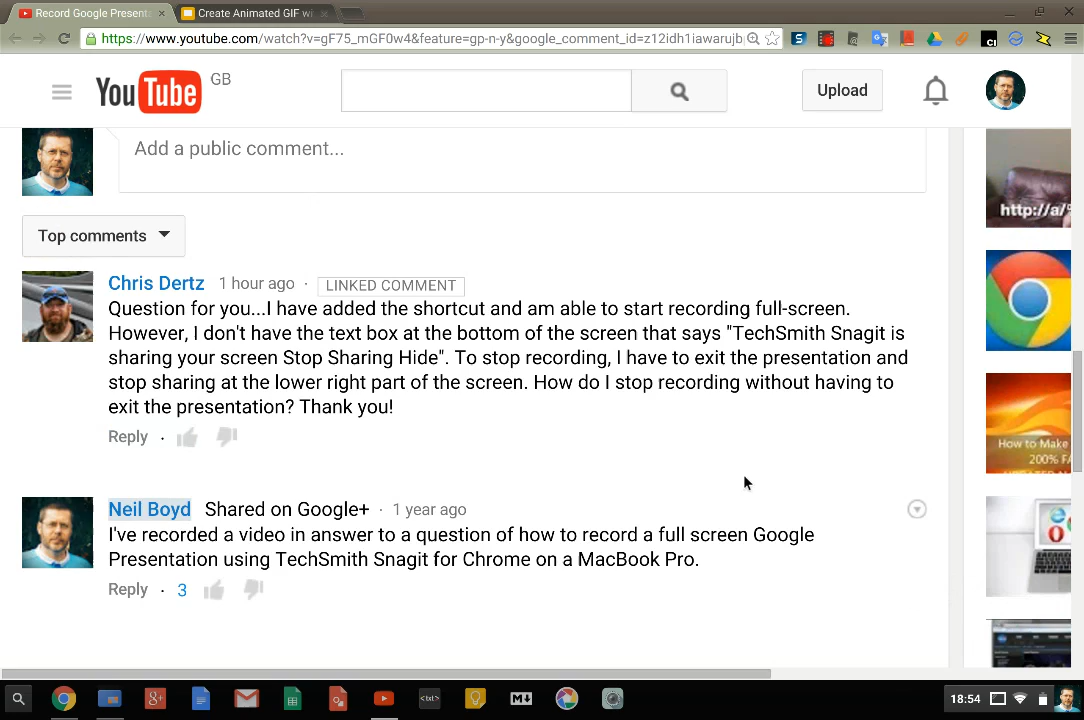 Record Google Present
Create Animated GIF wi
https://www.youtube.com/watch?v=gF75_mGF0w4&feature=gp-n-y&google_comment_id=z12idh1iawarujb
YouTube GB
Upload
Add a public comment...
http://a/
Top comments
Chris Dertz 1 hour ago · LINKED COMMENT
Question for you...I have added the shortcut and am able to start recording full-screen.
However, I don't have the text box at the bottom of the screen that says "TechSmith Snagit is
sharing your screen Stop Sharing Hide". To stop recording, I have to exit the presentation and
stop sharing at the lower right part of the screen. How do I stop recording without having to
exit the presentation? Thank you!
Reply ·
How to Make
200% FA
Neil Boyd Shared on Google+ · 1 year ago
I've recorded a video in answer to a question of how to record a full screen Google
Presentation using TechSmith Snagit for Chrome on a MacBook Pro.
Reply · 3
<txt>
18:54